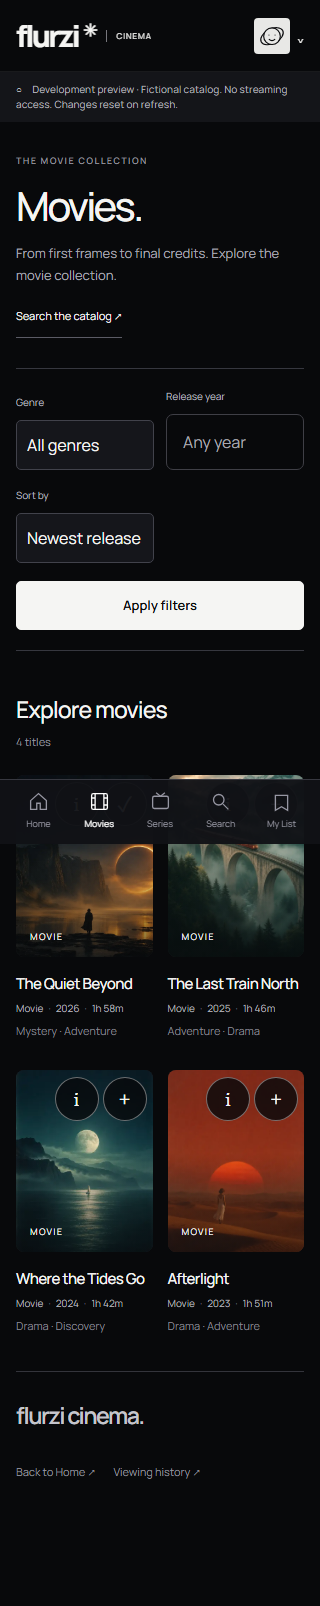 flurzi* | CINEMA
Development preview · Fictional catalog. No streaming
access. Changes reset on refresh.
THE MOVIE COLLECTION
Movies.
From first frames to final credits. Explore the
movie collection.
Search the catalog ↗
Genre
Release year
All genres
Any year
Sort by
Newest release
Apply filters
Explore movies
4 titles
Home
Movies
Series
Search
My List
MOVIE
MOVIE
The Quiet Beyond
The Last Train North
Movie · 2026 · 1h 58m
Movie · 2025 · 1h 46m
Mystery · Adventure
Adventure · Drama
i +
i +
MOVIE
MOVIE
Where the Tides Go
Afterlight
Movie · 2024 · 1h 42m
Movie · 2023 · 1h 51m
Drama · Discovery
Drama · Adventure
flurzi cinema.
Back to Home ↗
Viewing history ↗